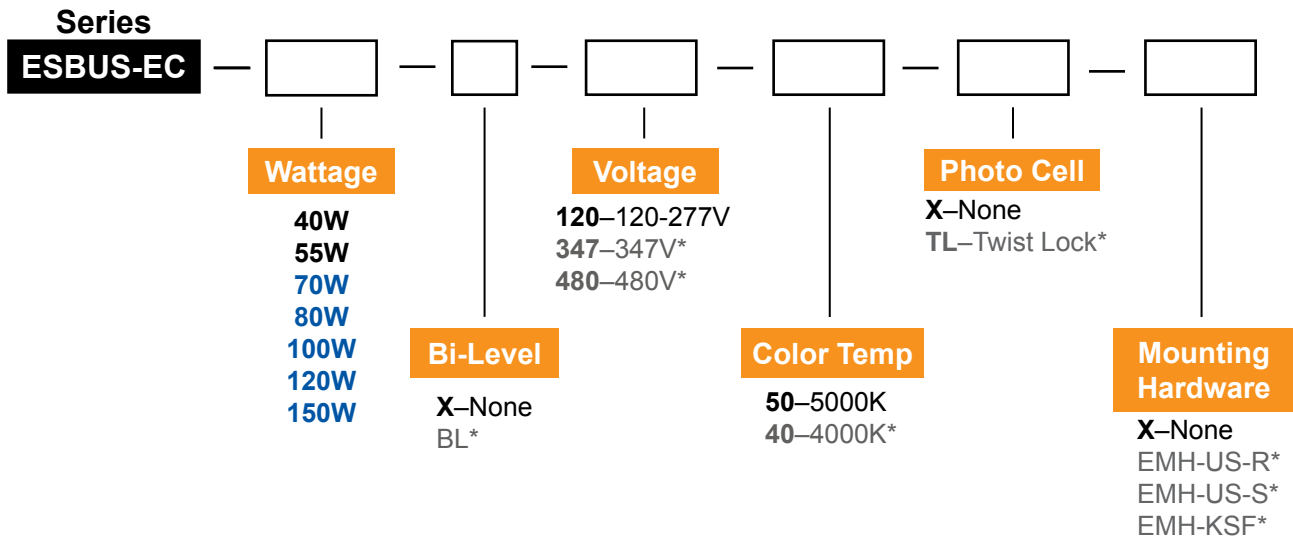 Series
ESBUS-EC
Wattage
40W
55W
70W
80W
100W
120W
150W
Bi-Level
X–None
BL*
Voltage
120–120-277V
347–347V*
480–480V*
Color Temp
50–5000K
40–4000K*
Photo Cell
X–None
TL–Twist Lock*
Mounting
Hardware
X–None
EMH-US-R*
EMH-US-S*
EMH-KSF*